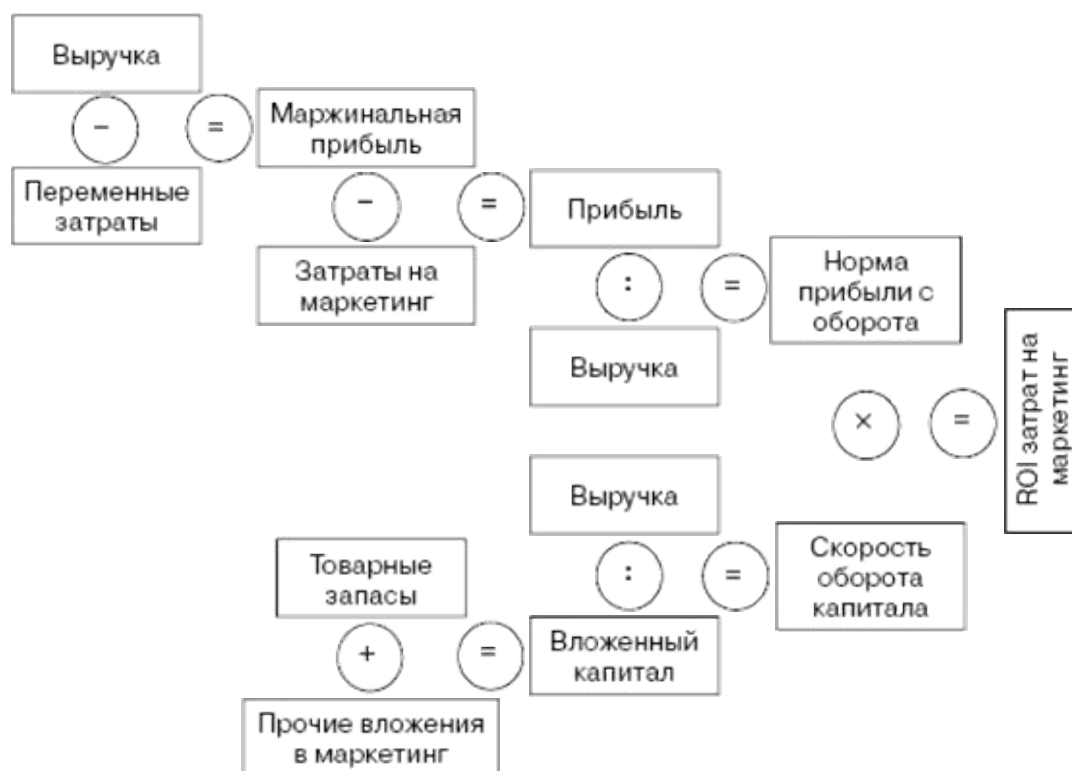 Выручка
–
=
Маржинальная
прибыль
Переменные
затраты
–
=
Прибыль
Затраты на
маркетинг
:
=
Норма
прибыли с
оборота
Выручка
×
=
ROI затрат на
маркетинг
Выручка
Товарные
запасы
:
=
Скорость
оборота
капитала
+
=
Вложенный
капитал
Прочие вложения
в маркетинг